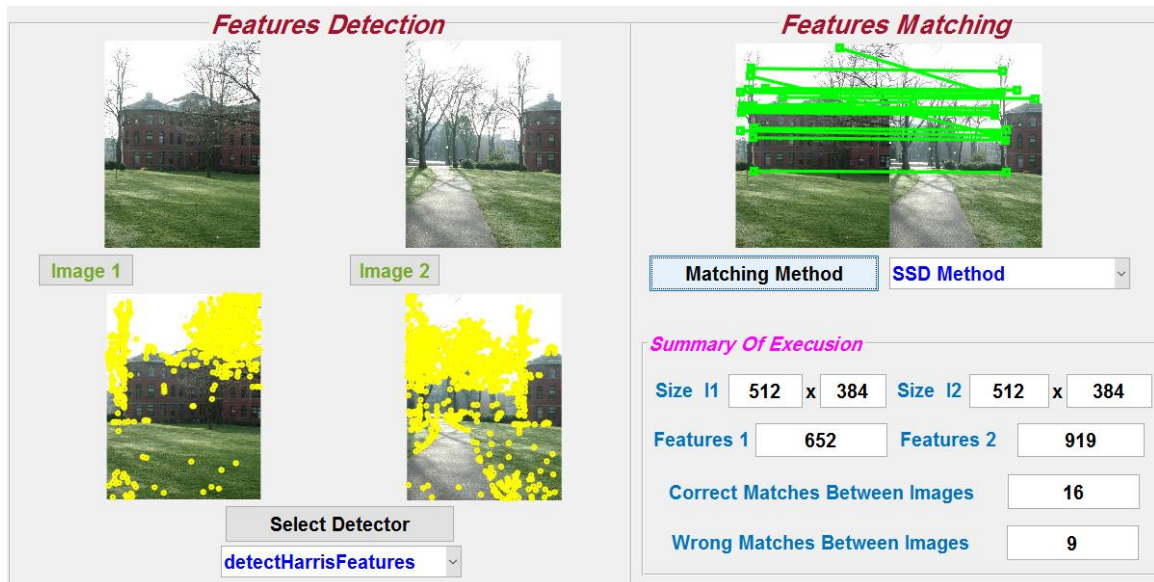 Features Detection
Features Matching
Image 1
Image 2
Matching Method
SSD Method
Summary Of Execusion
Size I1 512 x 384 Size I2 512 x 384
Features 1 652 Features 2 919
Correct Matches Between Images 16
Wrong Matches Between Images 9
Select Detector
detectHarrisFeatures